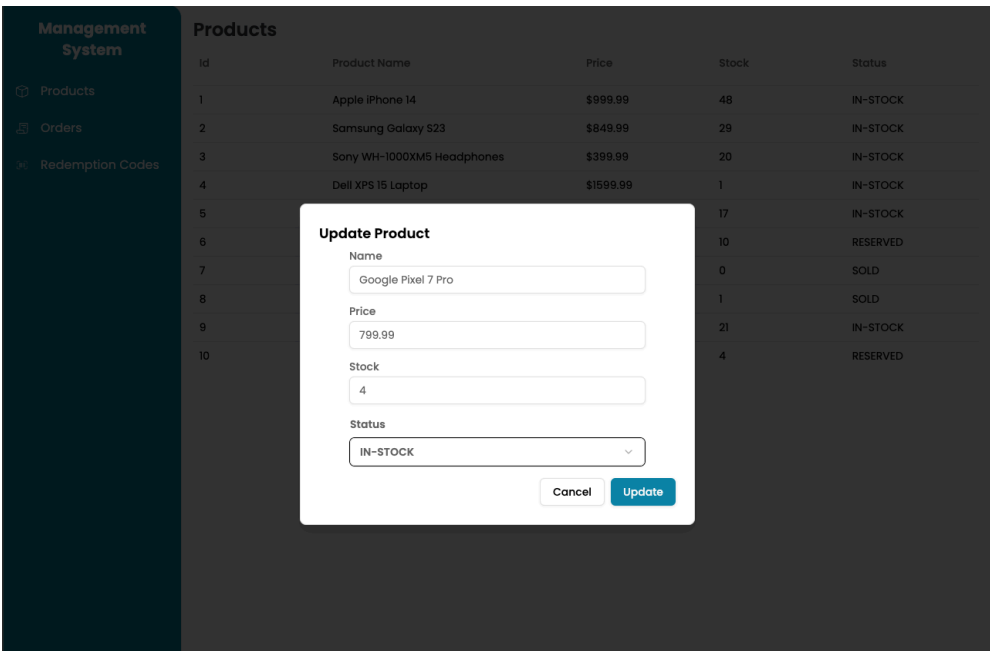 Management
System
Products
Orders
Redemption Codes
Products
Id Product Name Price Stock Status
1 Apple iPhone 14 $999.99 48 IN-STOCK
2 Samsung Galaxy S23 $849.99 29 IN-STOCK
3 Sony WH-1000XM5 Headphones $399.99 20 IN-STOCK
4 Dell XPS 15 Laptop $1599.99 1 IN-STOCK
5 17 IN-STOCK
6 10 RESERVED
7 0 SOLD
8 1 SOLD
9 21 IN-STOCK
10 4 RESERVED
Update Product
Name
Google Pixel 7 Pro
Price
799.99
Stock
4
Status
IN-STOCK
Cancel Update